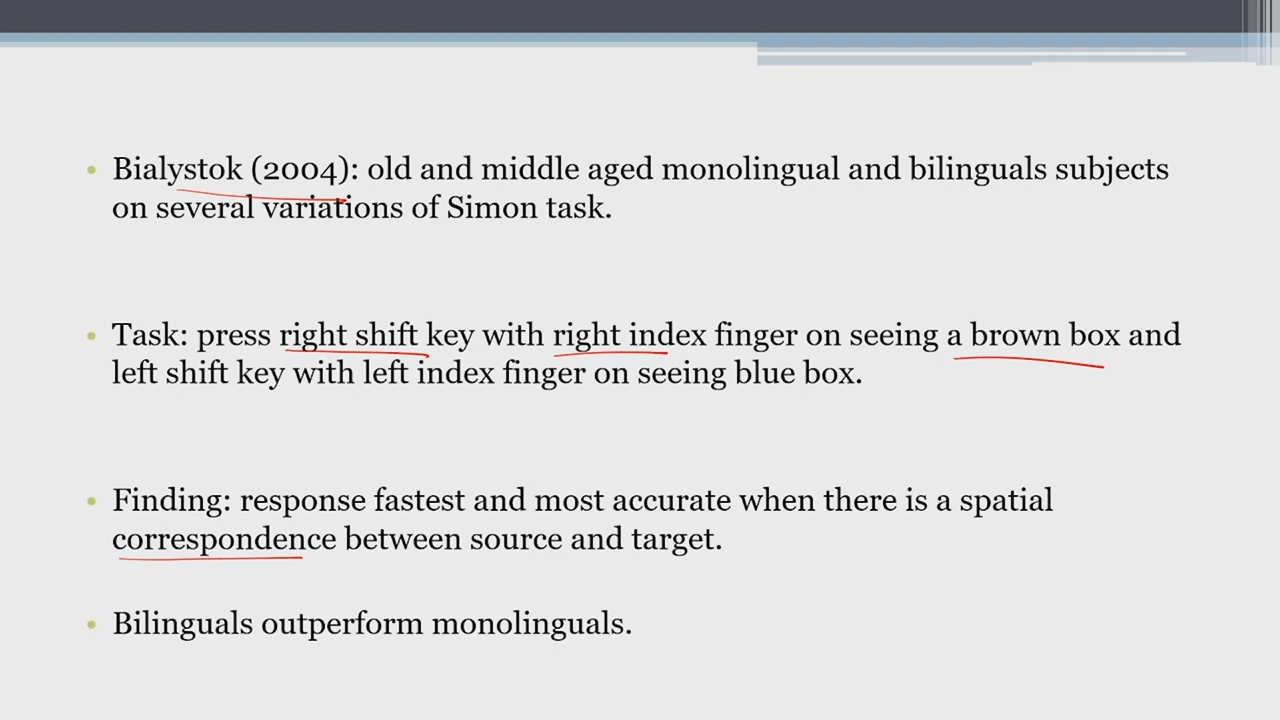 • Bialystok (2004): old and middle aged monolingual and bilinguals subjects
on several variations of Simon task.
• Task: press right shift key with right index finger on seeing a brown box and
left shift key with left index finger on seeing blue box.
• Finding: response fastest and most accurate when there is a spatial
correspondence between source and target.
• Bilinguals outperform monolinguals.